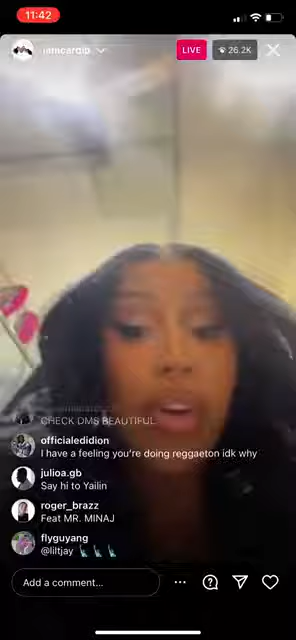 11:42
iamcardib
LIVE
26.2K
CHECK DMS BEAUTIFUL
officialedidion
I have a feeling you're doing reggaeton idk why
julioa.gb
Say hi to Yailin
roger_brazz
Feat MR. MINAJ
flyguyang
@liltjay
Add a comment...